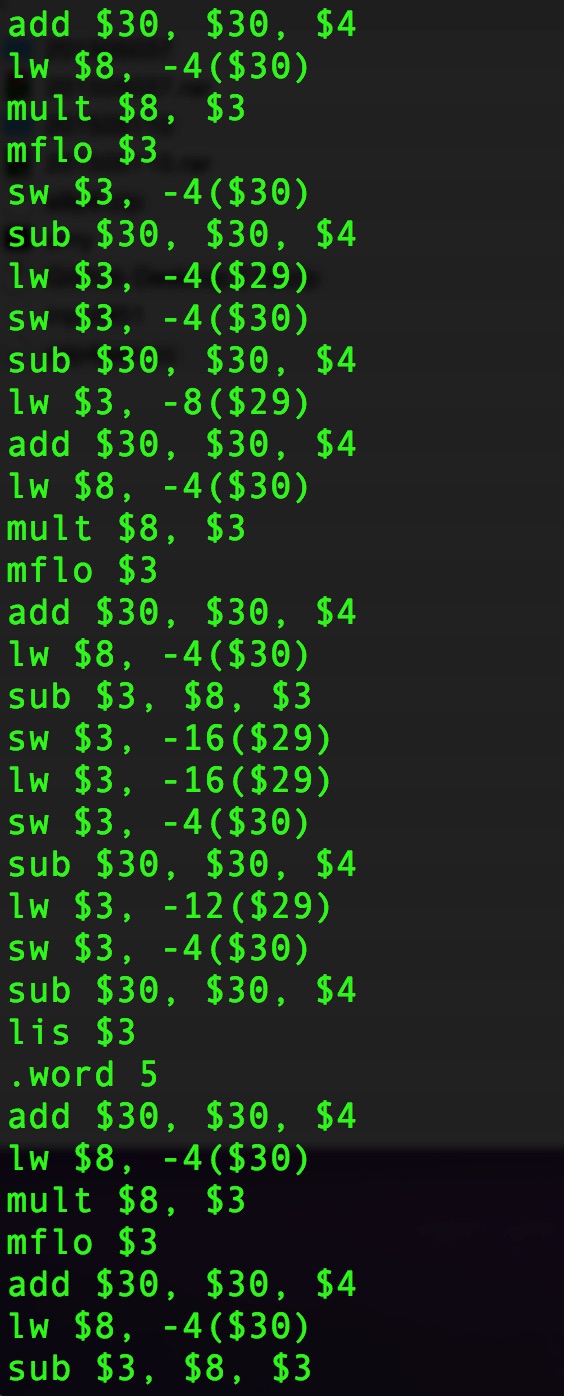 add $30, $30, $4
lw $8, -4($30)
mult $8, $3
mflo $3
sw $3, -4($30)
sub $30, $30, $4
lw $3, -4($29)
sw $3, -4($30)
sub $30, $30, $4
lw $3, -8($29)
add $30, $30, $4
lw $8, -4($30)
mult $8, $3
mflo $3
add $30, $30, $4
lw $8, -4($30)
sub $3, $8, $3
sw $3, -16($29)
lw $3, -16($29)
sw $3, -4($30)
sub $30, $30, $4
lw $3, -12($29)
sw $3, -4($30)
sub $30, $30, $4
lis $3
.word 5
add $30, $30, $4
lw $8, -4($30)
mult $8, $3
mflo $3
add $30, $30, $4
lw $8, -4($30)
sub $3, $8, $3